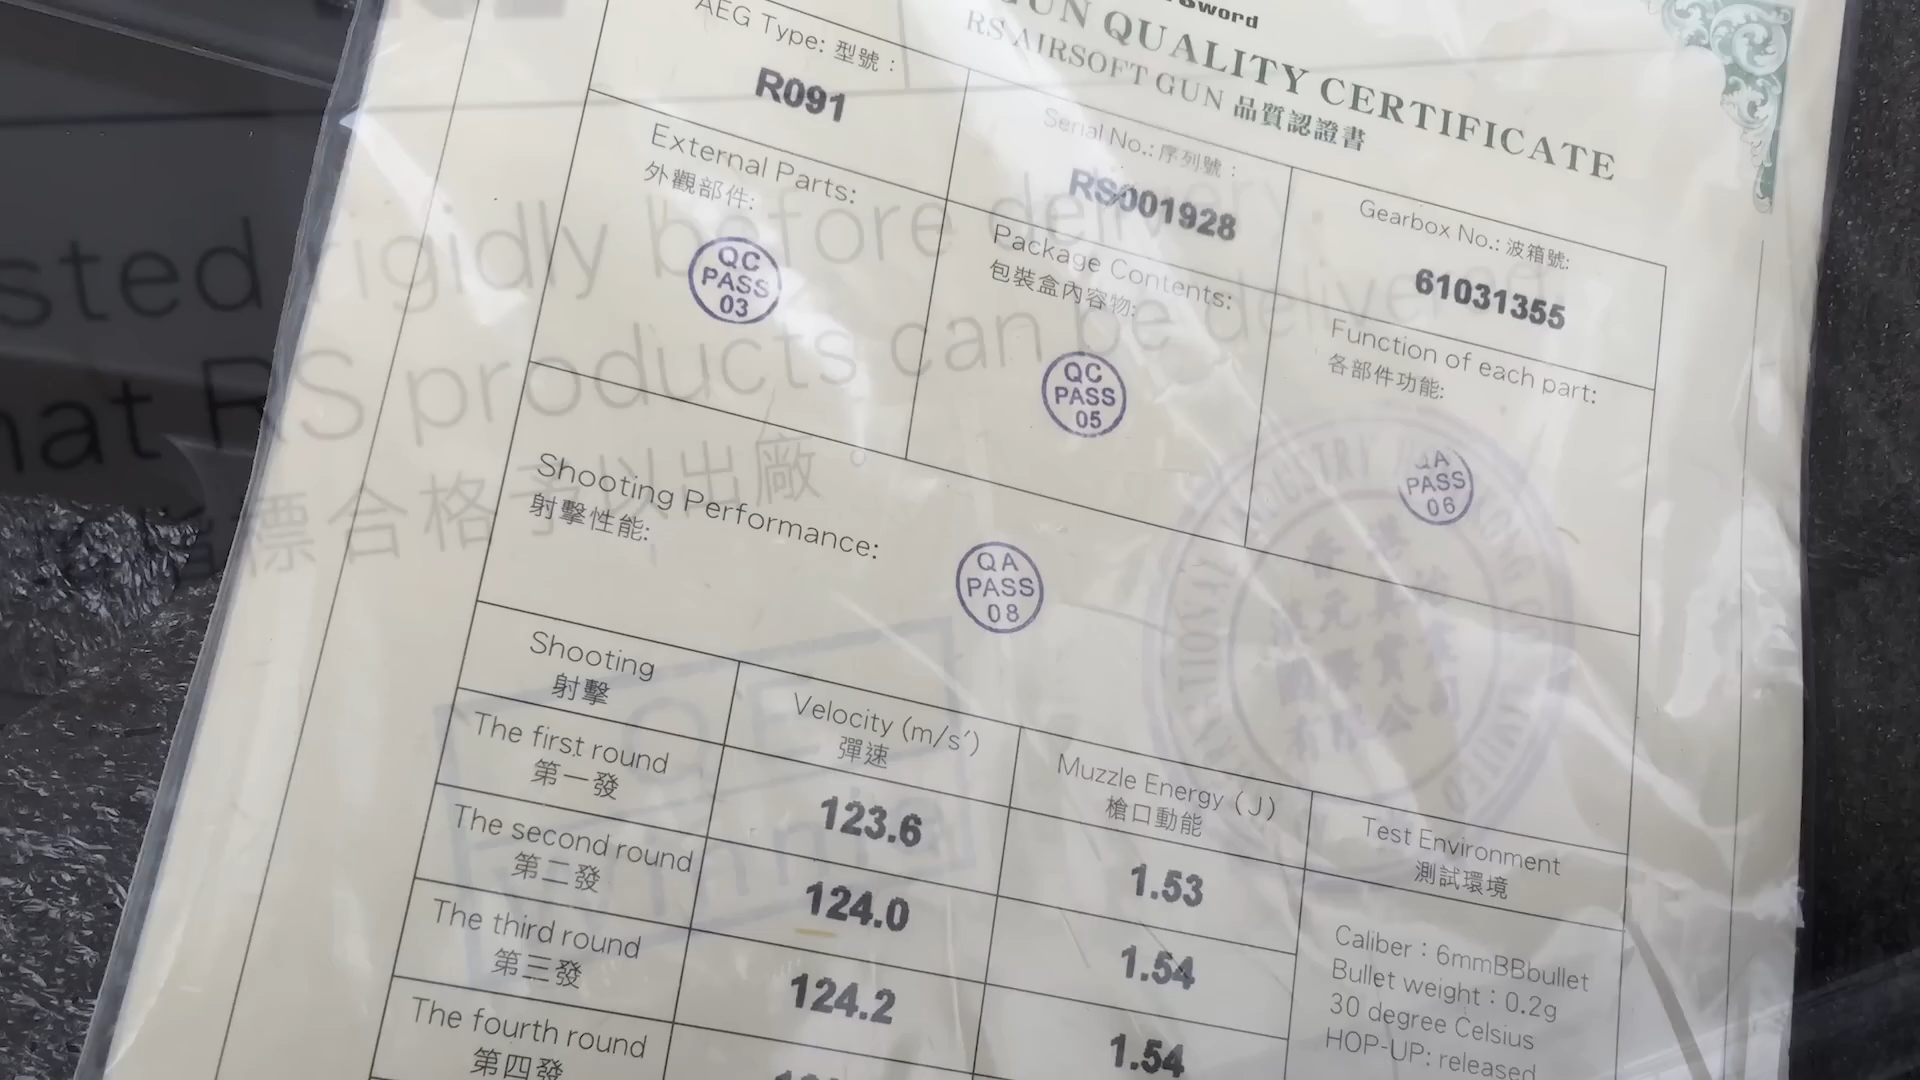 Sword
GUN QUALITY CERTIFICATE
RS AIRSOFT GUN 品質認證書
AEG Type: 型號：
R091
Serial No.: 序列號：
RS001928
Gearbox No.: 波箱號:
61031355
External Parts:
外觀部件:
QC
PASS
03
Package Contents:
包裝盒內容物:
QC
PASS
05
Function of each part:
各部件功能:
QA
PASS
06
sted rigidly before delivery.
hat RS products can be delivered
指標合格予以出廠。
Shooting Performance:
射擊性能:
QA
PASS
08
Shooting
射擊
Velocity (m/s')
彈速
Muzzle Energy (J)
槍口動能
Test Environment
測試環境
The first round
第一發
123.6
1.53
The second round
第二發
124.0
1.54
The third round
第三發
124.2
1.54
The fourth round
第四發
Caliber：6mmBBbullet
Bullet weight：0.2g
30 degree Celsius
HOP-UP: released